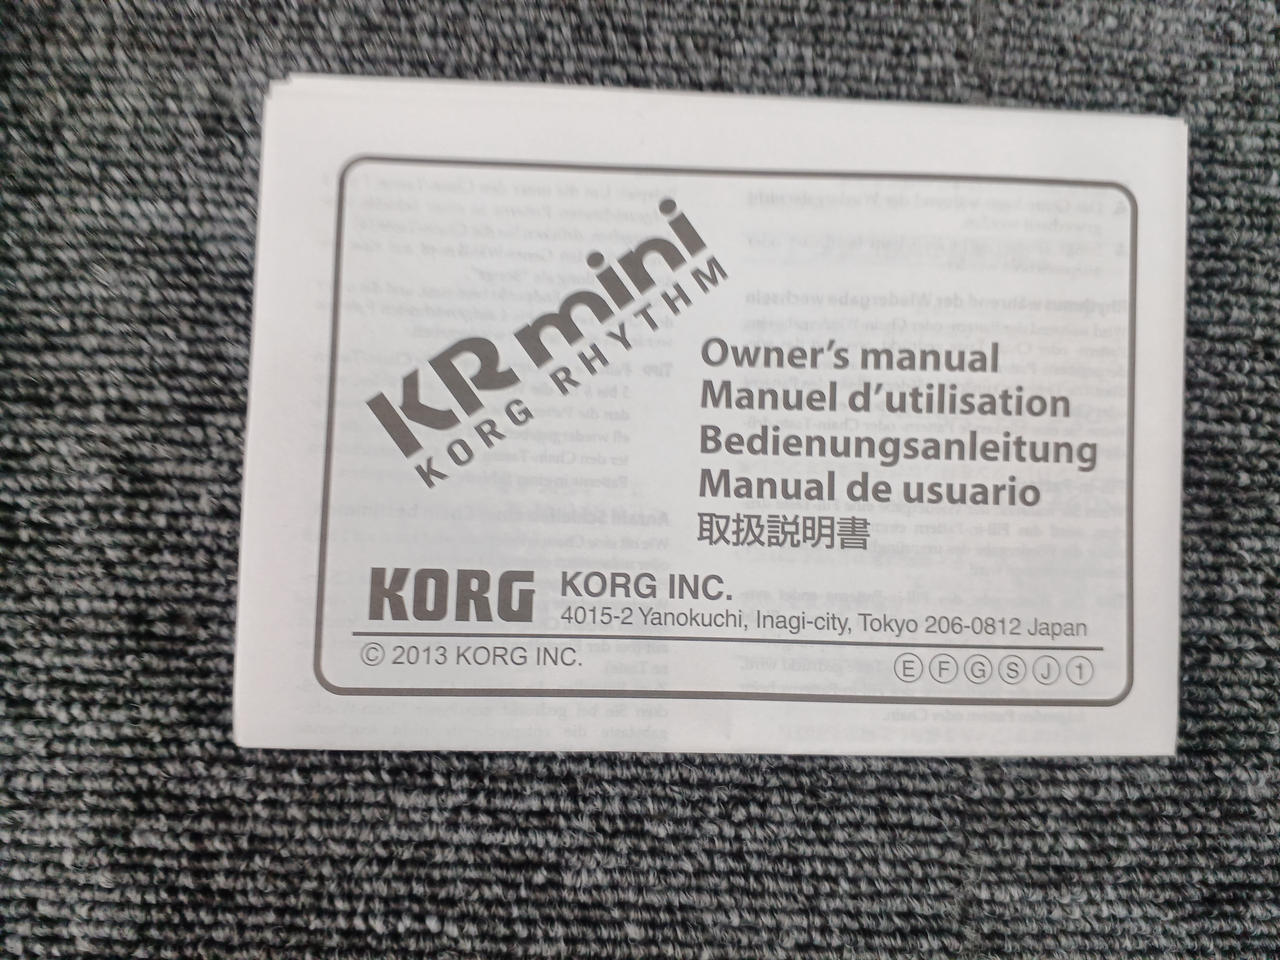 KR mini
KORG RHYTHM
Owner's manual
Manuel d'utilisation
Bedienungsanleitung
Manual de usuario
取扱説明書
KORG KORG INC.
4015-2 Yanokuchi, Inagi-city, Tokyo 206-0812 Japan
© 2013 KORG INC.
Ⓔ Ⓕ Ⓖ Ⓢ Ⓙ ①